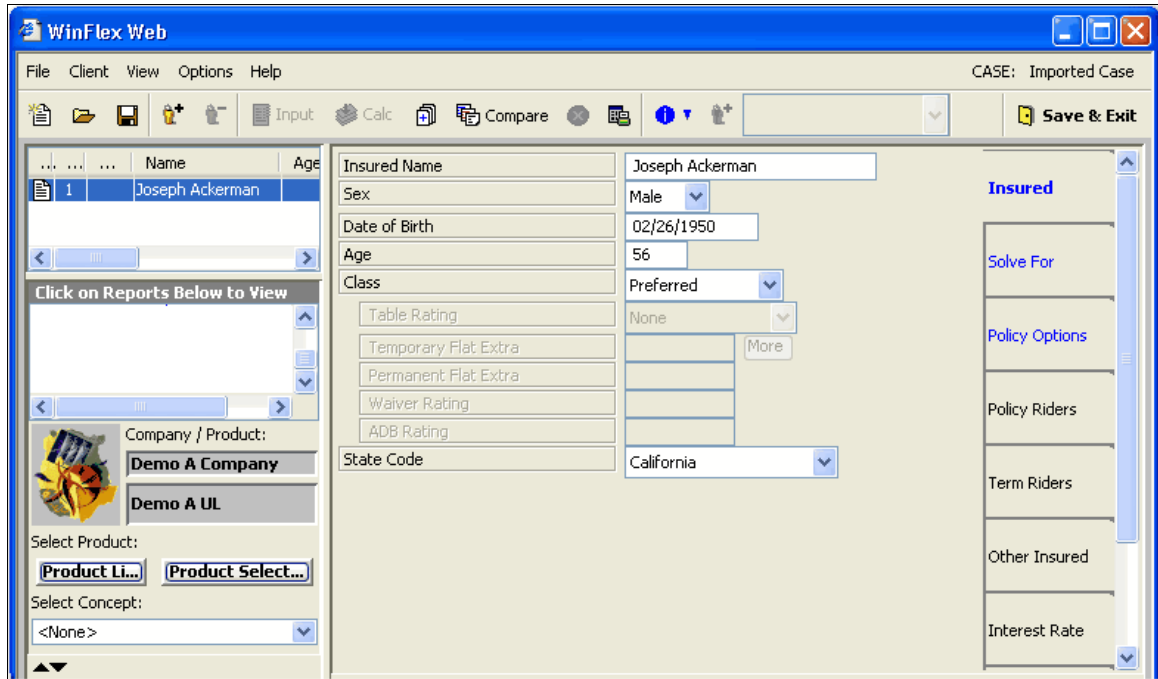 WinFlex Web
File Client View Options Help CASE: Imported Case
Input Calc Compare Save & Exit
... ... ... Name Age
1 Joseph Ackerman
Click on Reports Below to View
Company / Product:
Demo A Company
Demo A UL
Select Product:
Product Li... Product Select...
Select Concept:
<None>
Insured Name Joseph Ackerman
Sex Male
Date of Birth 02/26/1950
Age 56
Class Preferred
Table Rating None
Temporary Flat Extra More
Permanent Flat Extra
Waiver Rating
ADB Rating
State Code California
Insured
Solve For
Policy Options
Policy Riders
Term Riders
Other Insured
Interest Rate